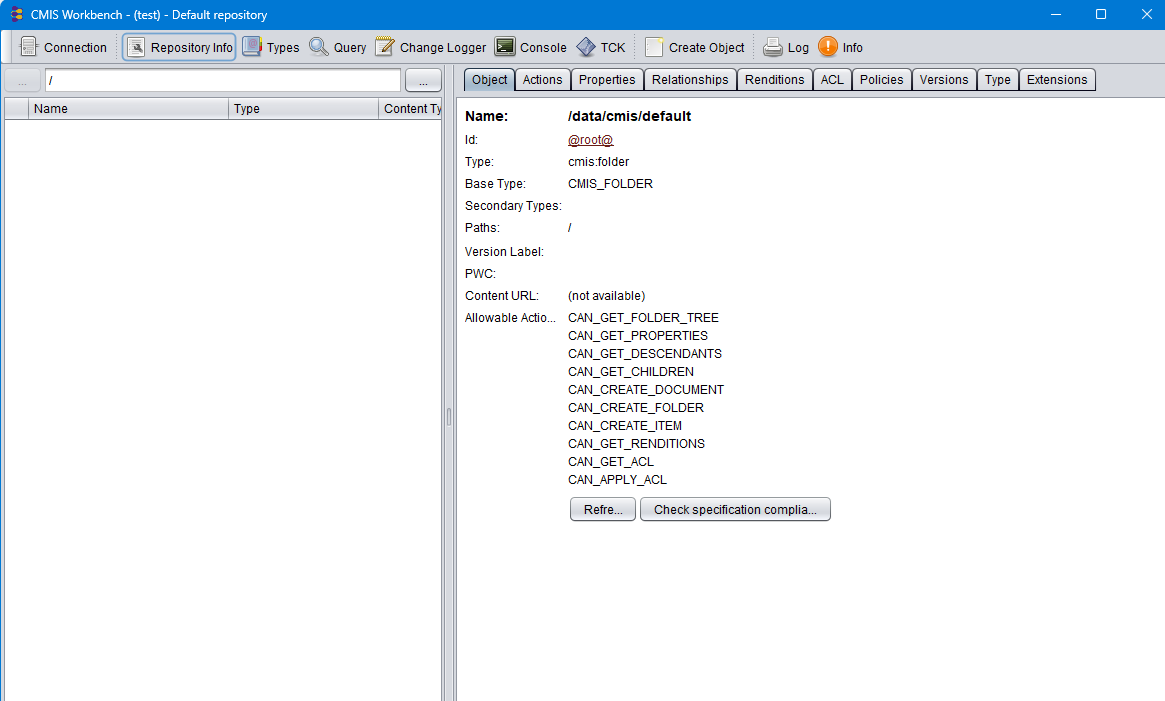 CMIS Workbench - (test) - Default repository
Connection Repository Info Types Query Change Logger Console TCK Create Object Log Info
... / ...
Name Type Content Ty
Object Actions Properties Relationships Renditions ACL Policies Versions Type Extensions
Name: /data/cmis/default
Id: @root@
Type: cmis:folder
Base Type: CMIS_FOLDER
Secondary Types:
Paths: /
Version Label:
PWC:
Content URL: (not available)
Allowable Actio... CAN_GET_FOLDER_TREE
CAN_GET_PROPERTIES
CAN_GET_DESCENDANTS
CAN_GET_CHILDREN
CAN_CREATE_DOCUMENT
CAN_CREATE_FOLDER
CAN_CREATE_ITEM
CAN_GET_RENDITIONS
CAN_GET_ACL
CAN_APPLY_ACL
Refre... Check specification complia...